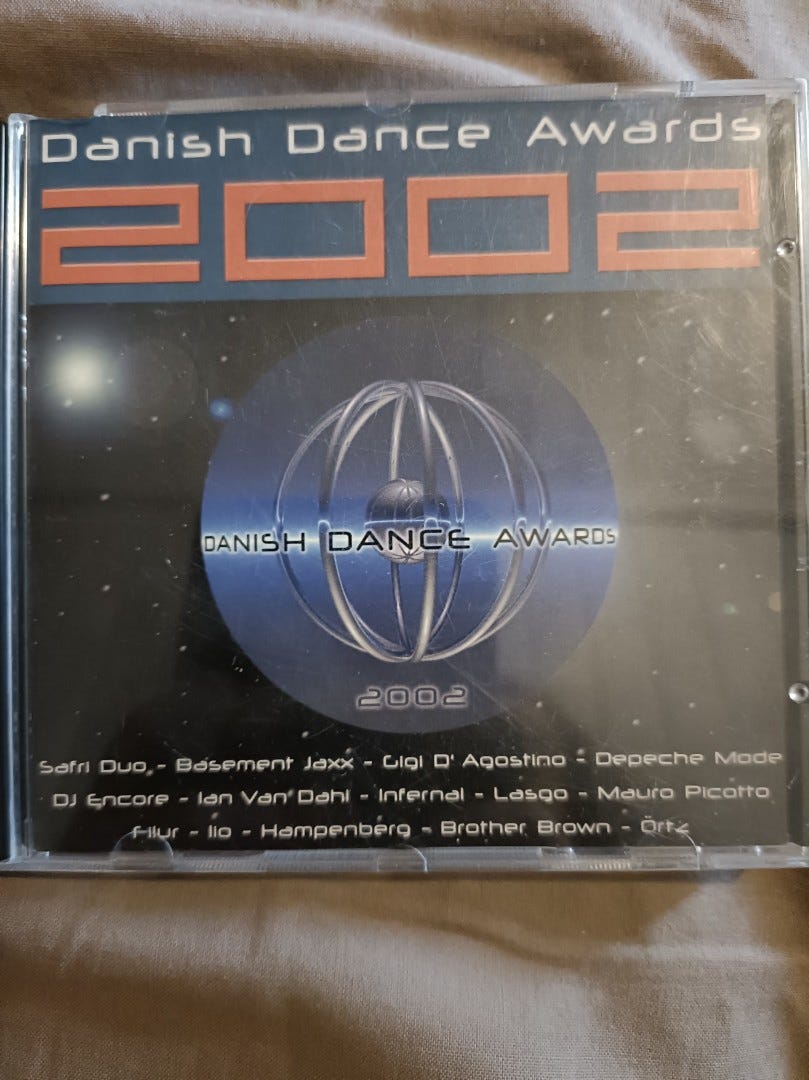 Danish Dance Awards
2002
DANISH DANCE AWARDS
2002
Safri Duo - Basement Jaxx - Gigi D' Agostino - Depeche Mode
DJ Encore - Ian Van Dahl - Infernal - Lasgo - Mauro Picotto
Filur - Iio - Hampenberg - Brother Brown - Örtz